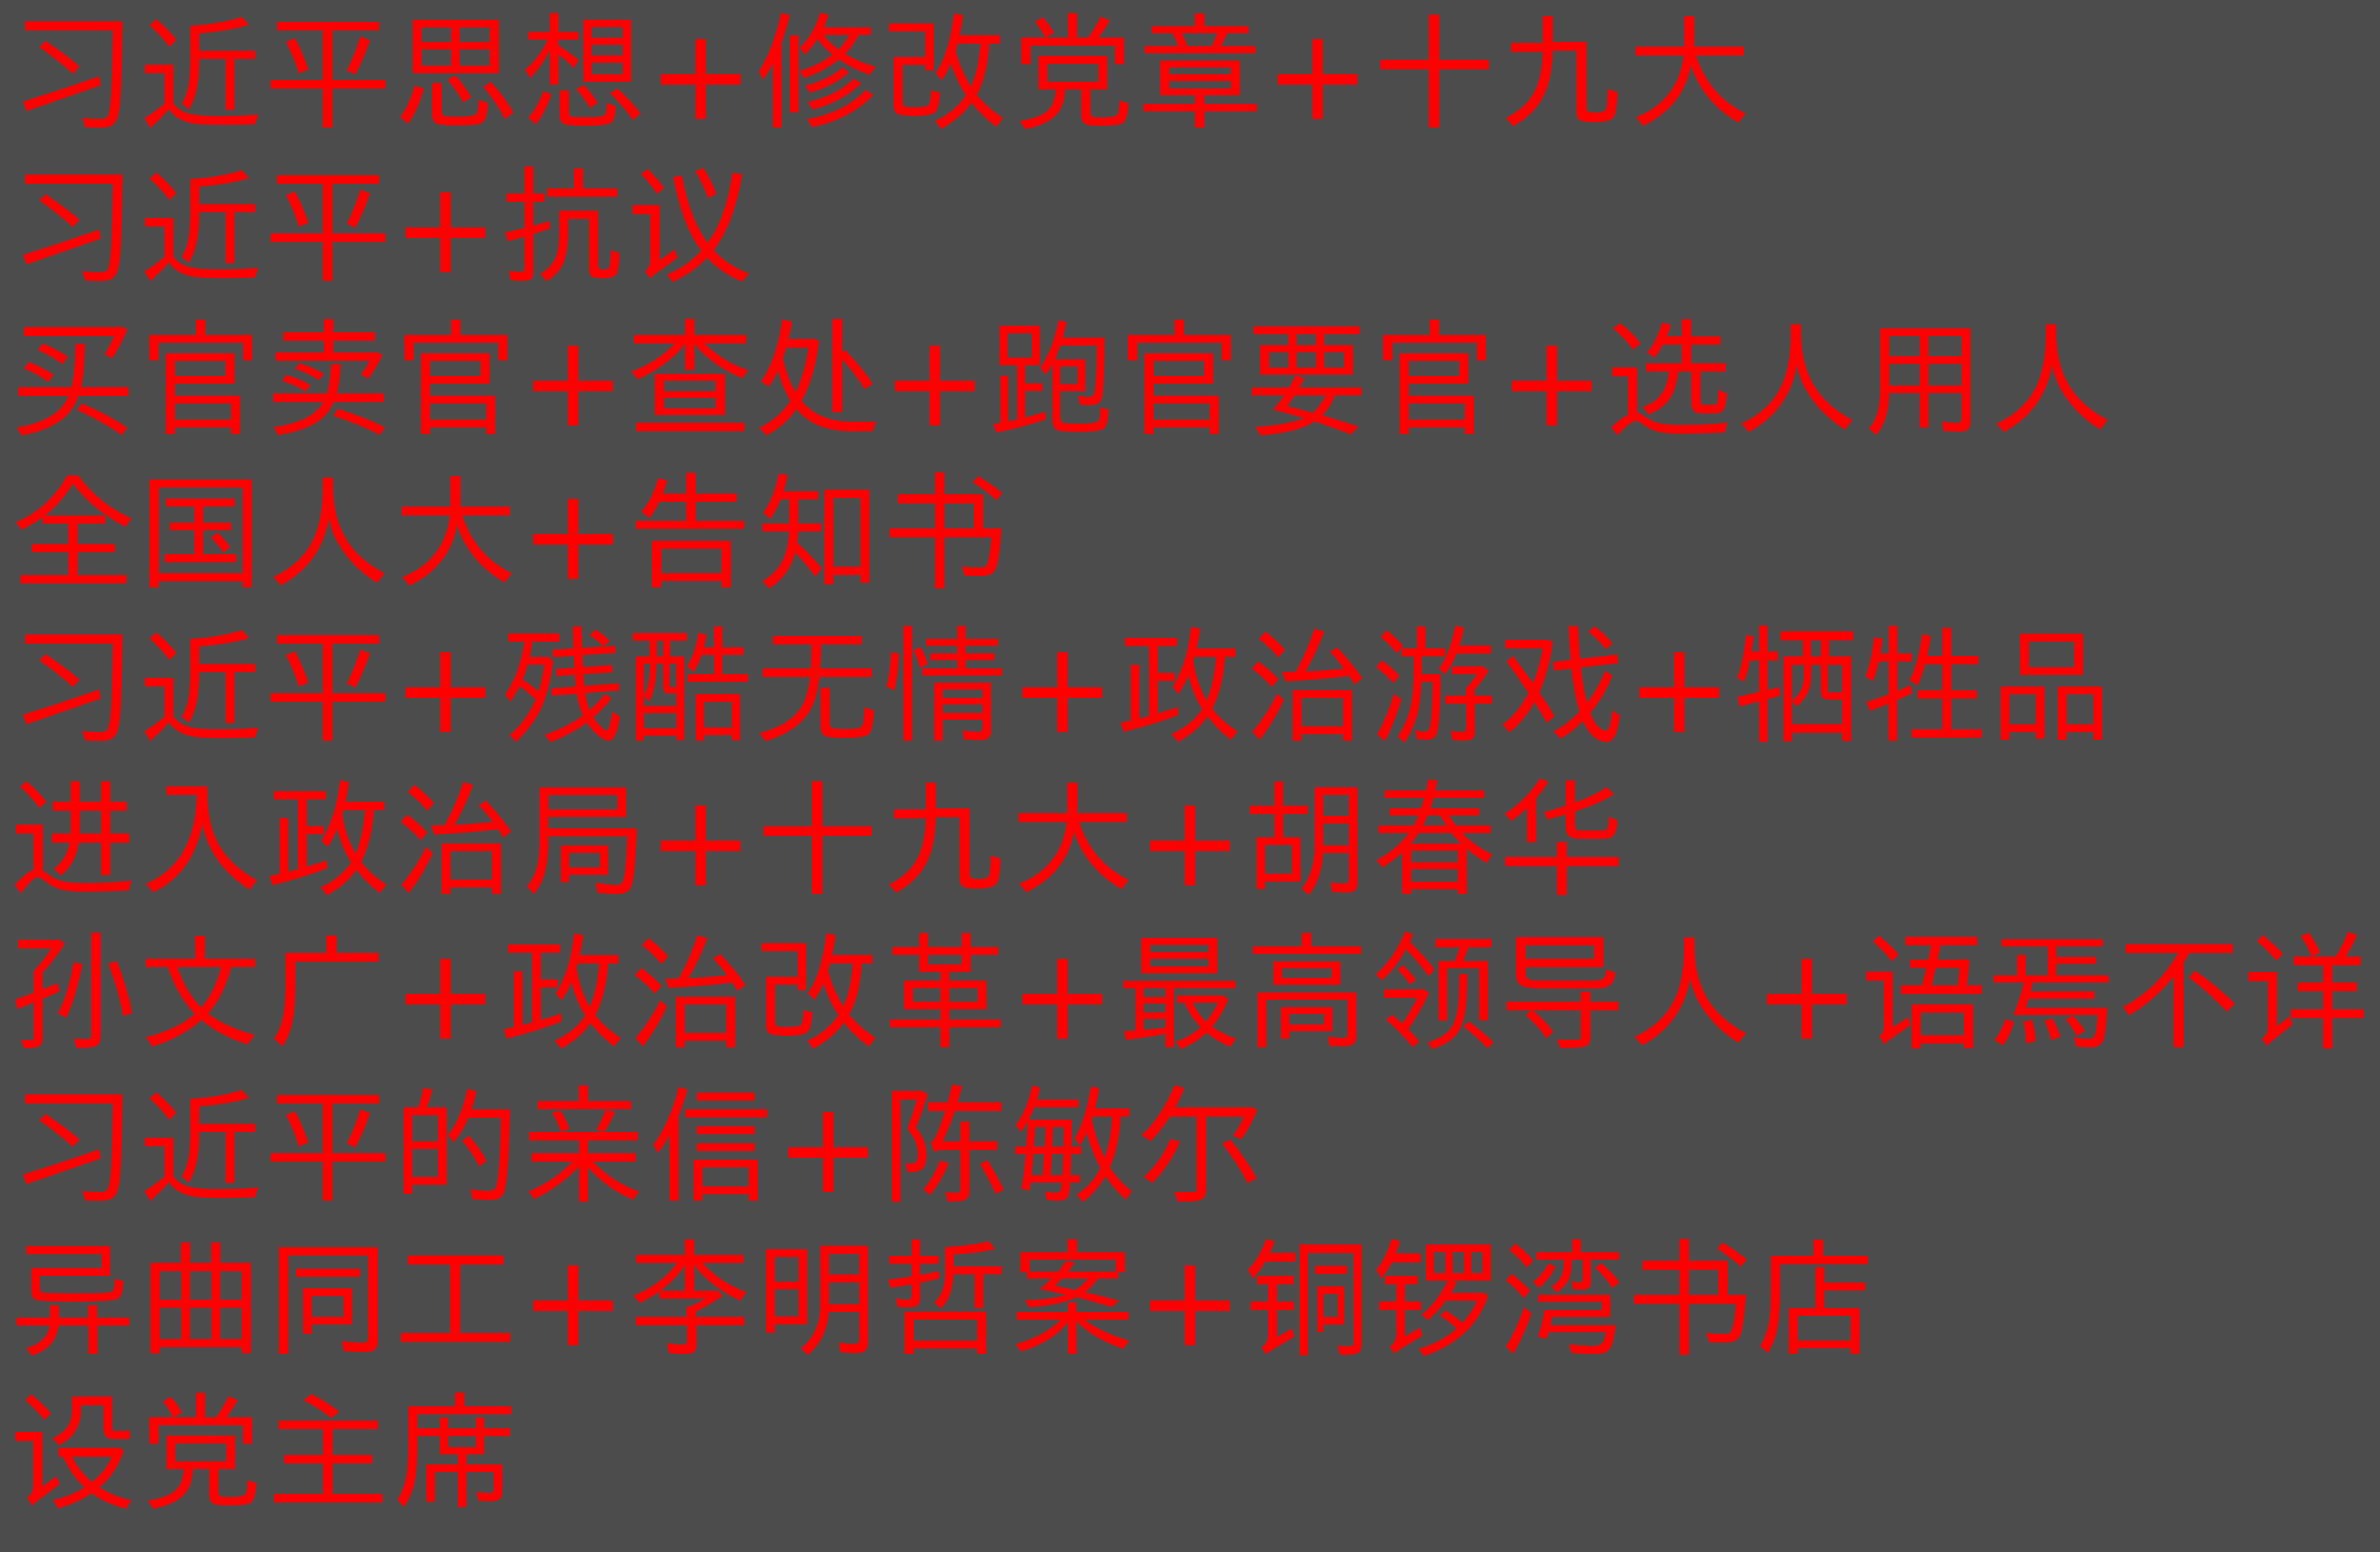 习近平思想+修改党章+十九大
习近平+抗议
买官卖官+查处+跑官要官+选人用人
全国人大+告知书
习近平+残酷无情+政治游戏+牺牲品
进入政治局+十九大+胡春华
孙文广+政治改革+最高领导人+语焉不详
习近平的亲信+陈敏尔
异曲同工+李明哲案+铜锣湾书店
设党主席